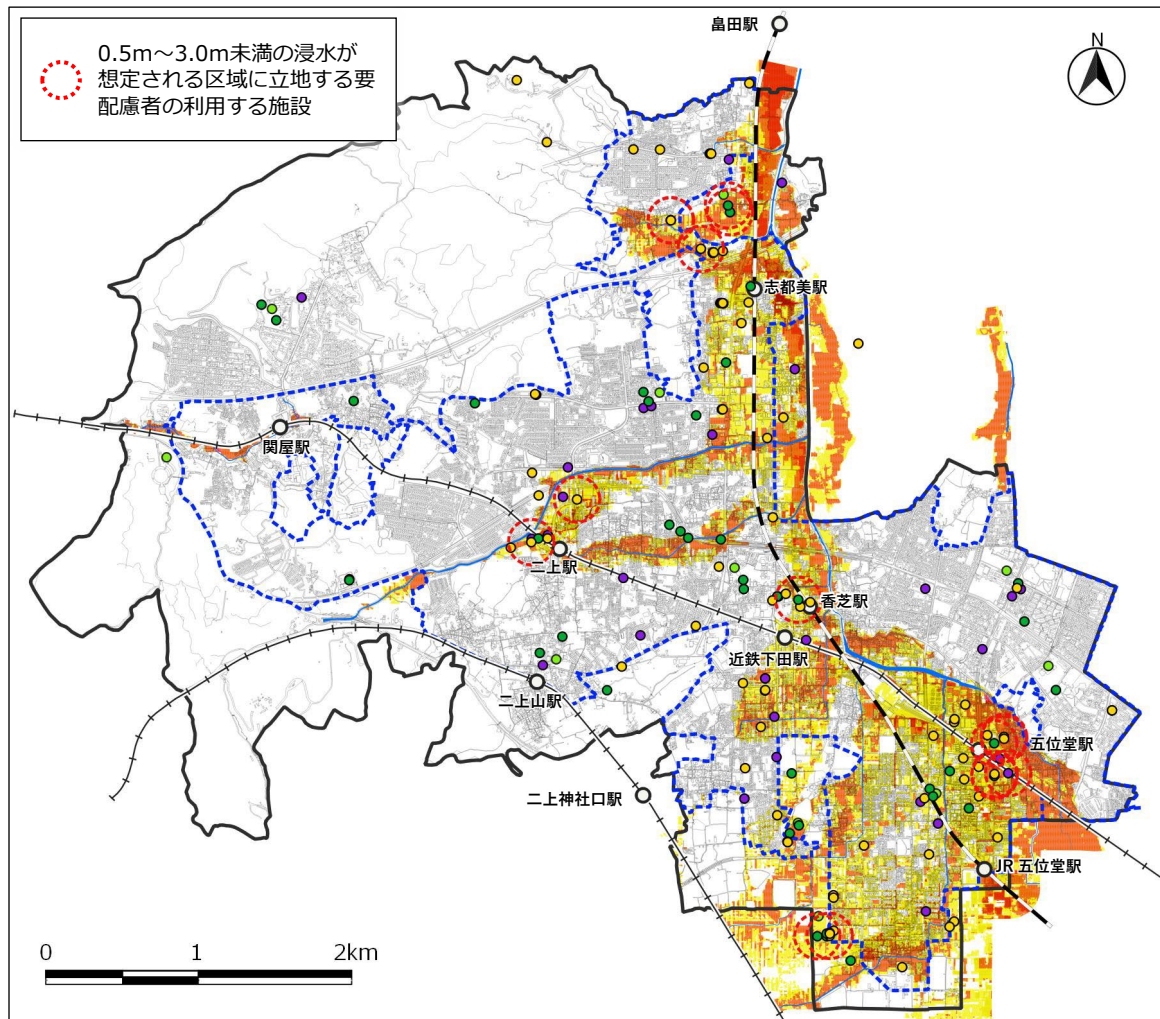 0.5m～3.0m未満の浸水が
想定される区域に立地する要
配慮者の利用する施設
畠田駅
N
志都美駅
関屋駅
二上駅
香芝駅
近鉄下田駅
二上山駅
五位堂駅
二上神社口駅
JR 五位堂駅
0 1 2km